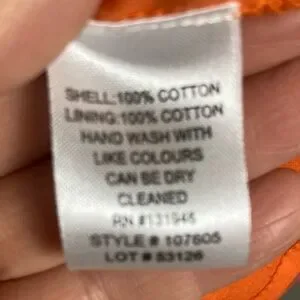 SHELL:100% COTTON
LINING:100% COTTON
HAND WASH WITH
LIKE COLOURS
CAN BE DRY
CLEANED
RN #131945
STYLE # 107605
LOT # 53126